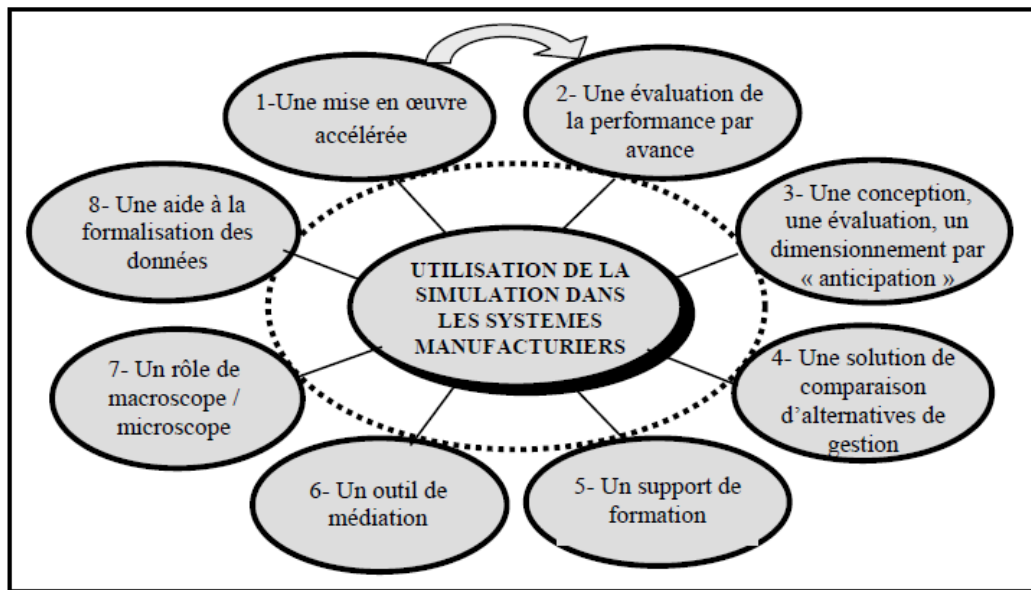 1-Une mise en œuvre
accélérée
2- Une évaluation de
la performance par
avance
3- Une conception,
une évaluation, un
dimensionnement par
« anticipation »
4- Une solution de
comparaison
d’alternatives de
gestion
5- Un support de
formation
6- Un outil de
médiation
7- Un rôle de
macroscope /
microscope
8- Une aide à la
formalisation des
données
UTILISATION DE LA
SIMULATION DANS
LES SYSTEMES
MANUFACTURIERS